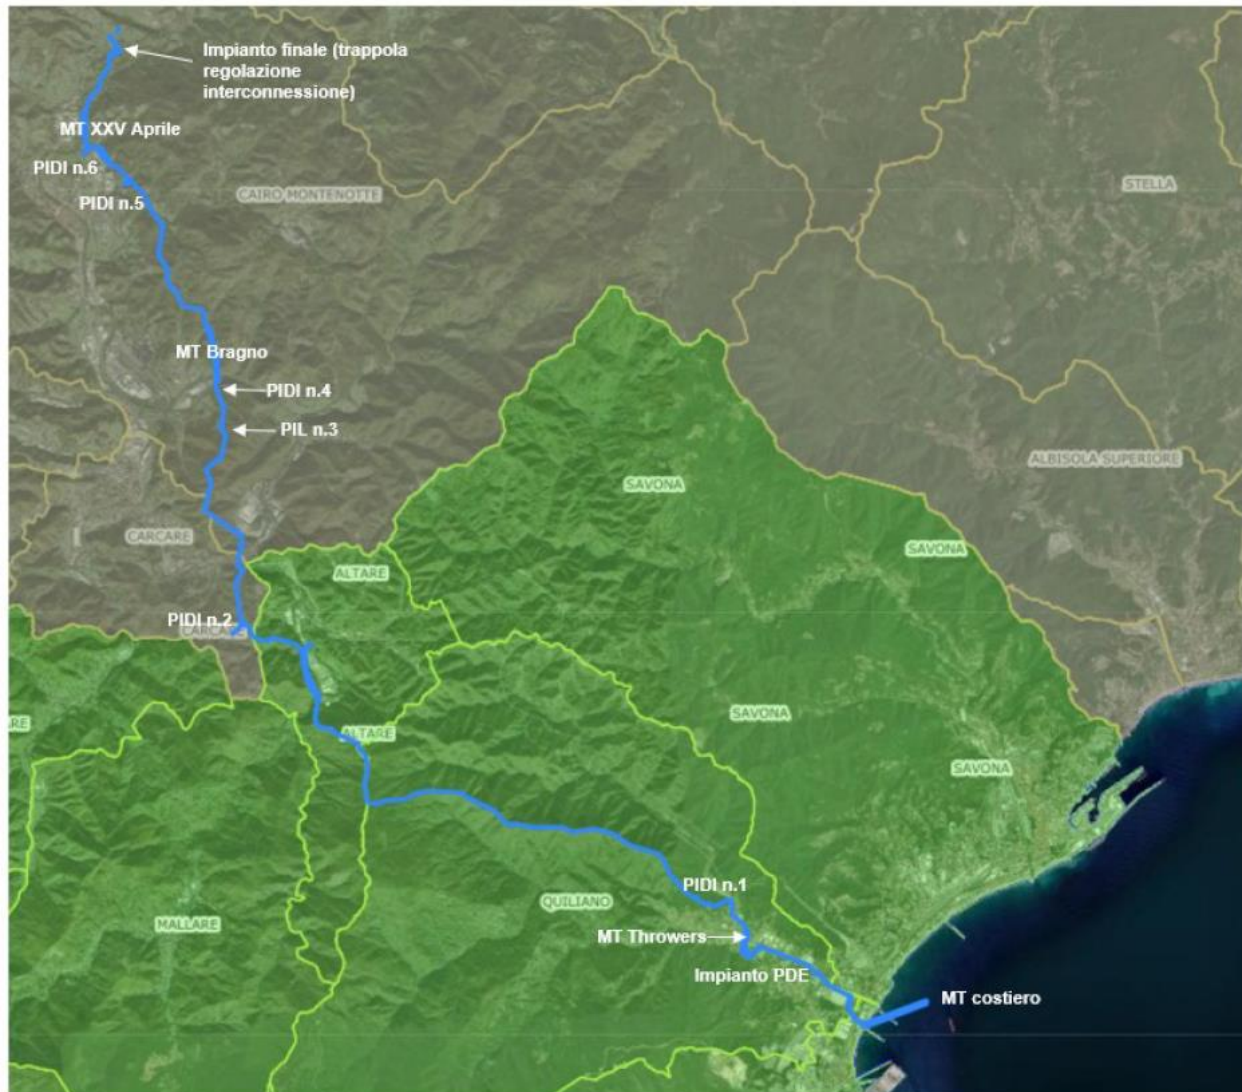 Impianto finale (trappola
regolazione
interconnessione)
MT XXV Aprile
PIDI n.6
PIDI n.5
CAIRO MONTENOTTE
STELLA
MT Bragno
PIDI n.4
PIL n.3
ALBISOLA SUPERIORE
SAVONA
CARCARE
SAVONA
ALTARE
PIDI n.2
CARCARE
RE
SAVONA
ALTARE
SAVONA
PIDI n.1
QUILIANO
MALLARE
MT Throwers
Impianto PDE
MT costiero